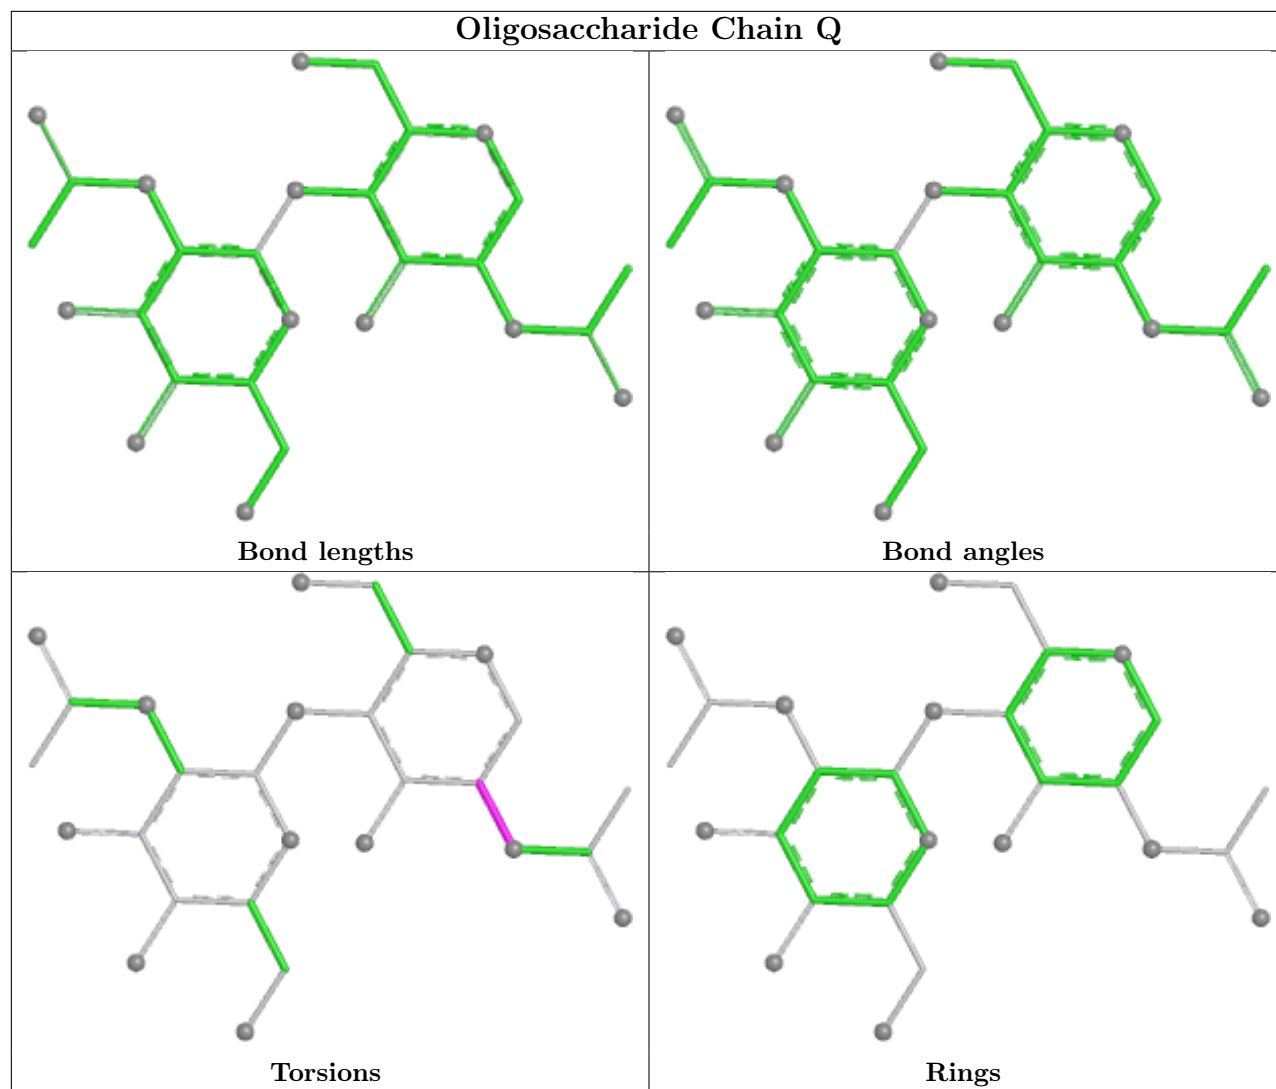 Oligosaccharide Chain Q
Bond lengths
Bond angles
Torsions
Rings